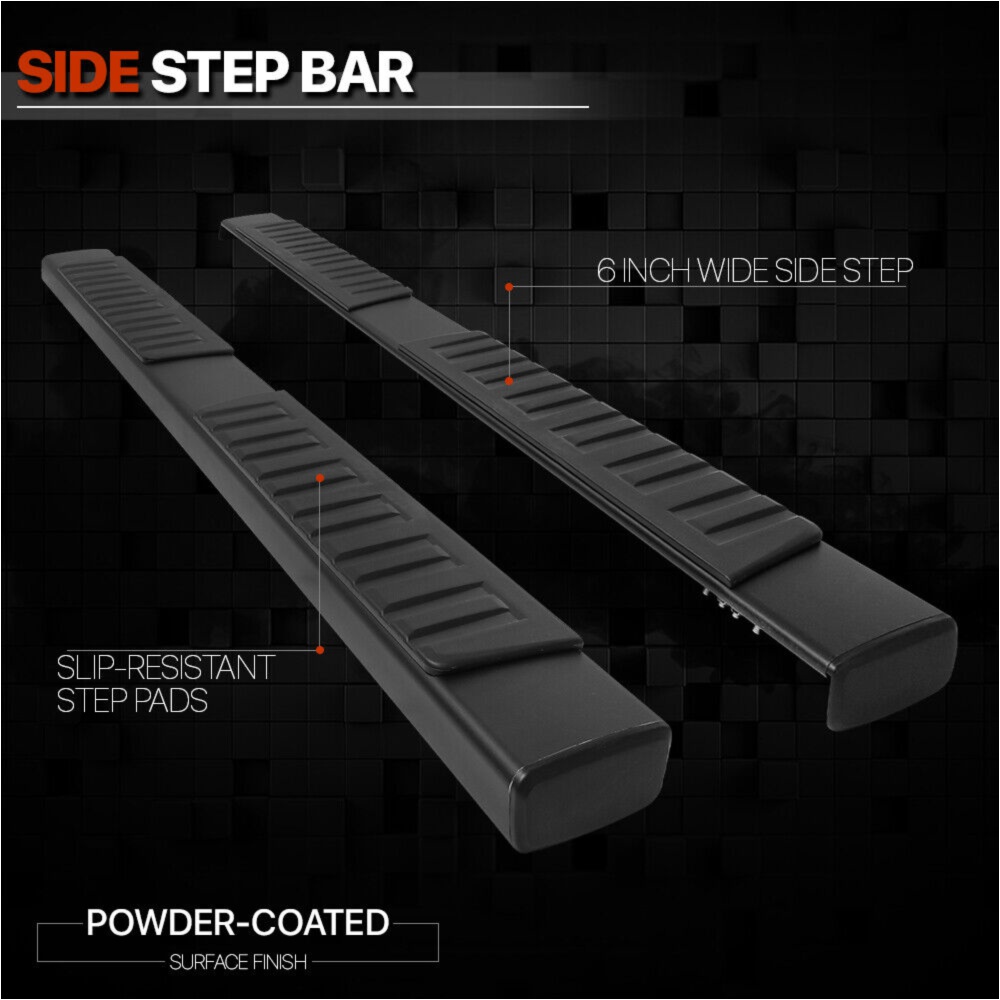 SIDE STEP BAR
6 INCH WIDE SIDE STEP
SLIP-RESISTANT
STEP PADS
POWDER-COATED
SURFACE FINISH